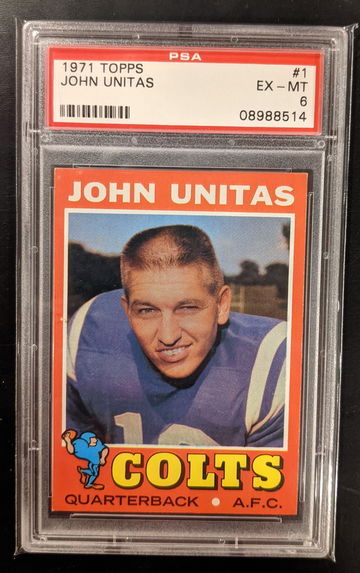 PSA
1971 TOPPS #1
JOHN UNITAS EX - MT
6
08988514
JOHN UNITAS
COLTS
QUARTERBACK • A.F.C.